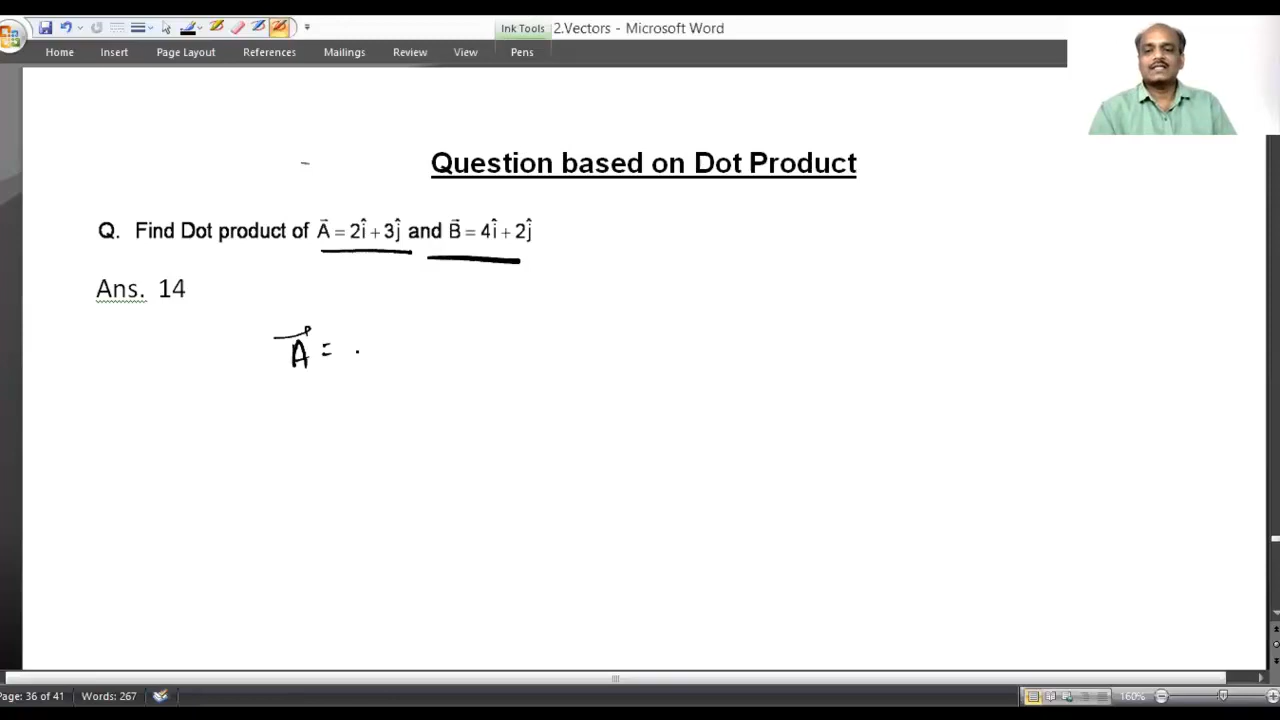 Ink Tools 2.Vectors - Microsoft Word
Home Insert Page Layout References Mailings Review View Pens
Question based on Dot Product
Q. Find Dot product of A⃗ = 2î + 3ĵ and B⃗ = 4î + 2ĵ
Ans. 14
A⃗ =
Page: 36 of 41 Words: 267 160%